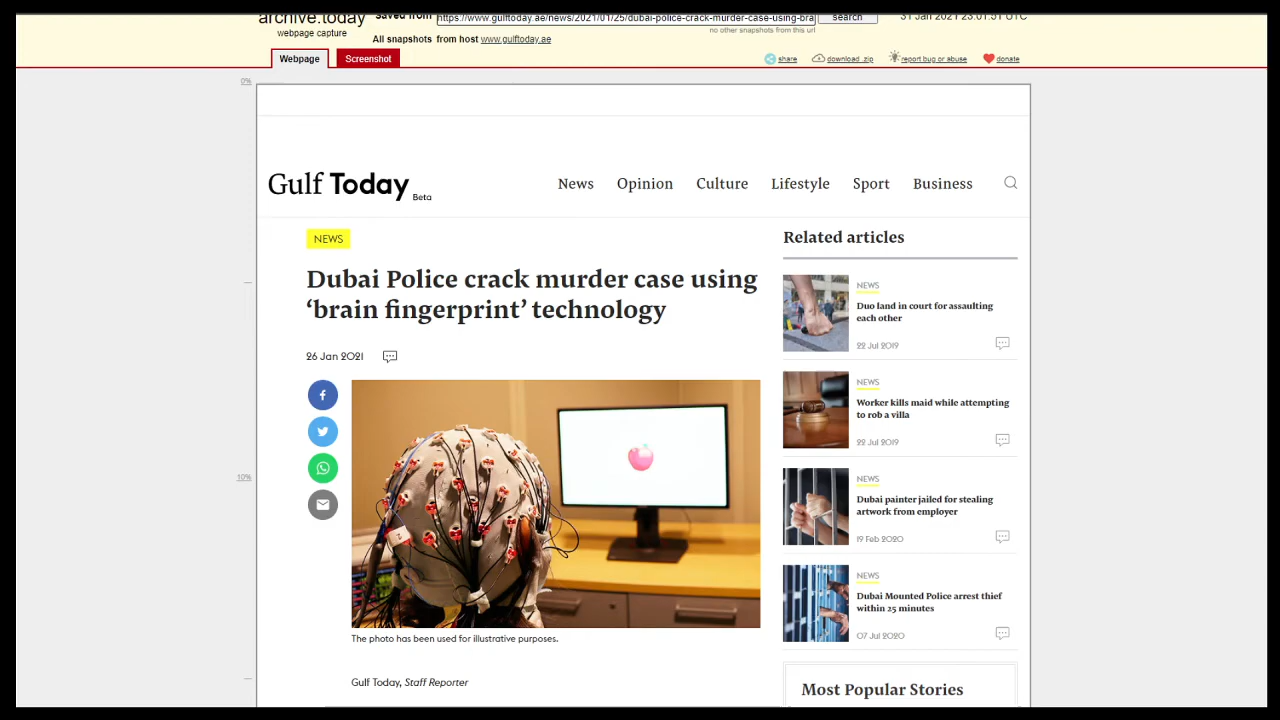 archive.today
webpage capture
saved from
https://www.gulftoday.ae/news/2021/01/25/dubai-police-crack-murder-case-using-bra
search
31 Jan 2021 23:01:51 UTC
no other snapshots from this url
All snapshots from host www.gulftoday.ae
Webpage
Screenshot
share
download .zip
report bug or abuse
donate
0%
Gulf Today Beta
News
Opinion
Culture
Lifestyle
Sport
Business
NEWS
Dubai Police crack murder case using
‘brain fingerprint’ technology
26 Jan 2021
10%
The photo has been used for illustrative purposes.
Gulf Today, Staff Reporter
Related articles
NEWS
Duo land in court for assaulting
each other
22 Jul 2019
NEWS
Worker kills maid while attempting
to rob a villa
22 Jul 2019
NEWS
Dubai painter jailed for stealing
artwork from employer
19 Feb 2020
NEWS
Dubai Mounted Police arrest thief
within 25 minutes
07 Jul 2020
Most Popular Stories